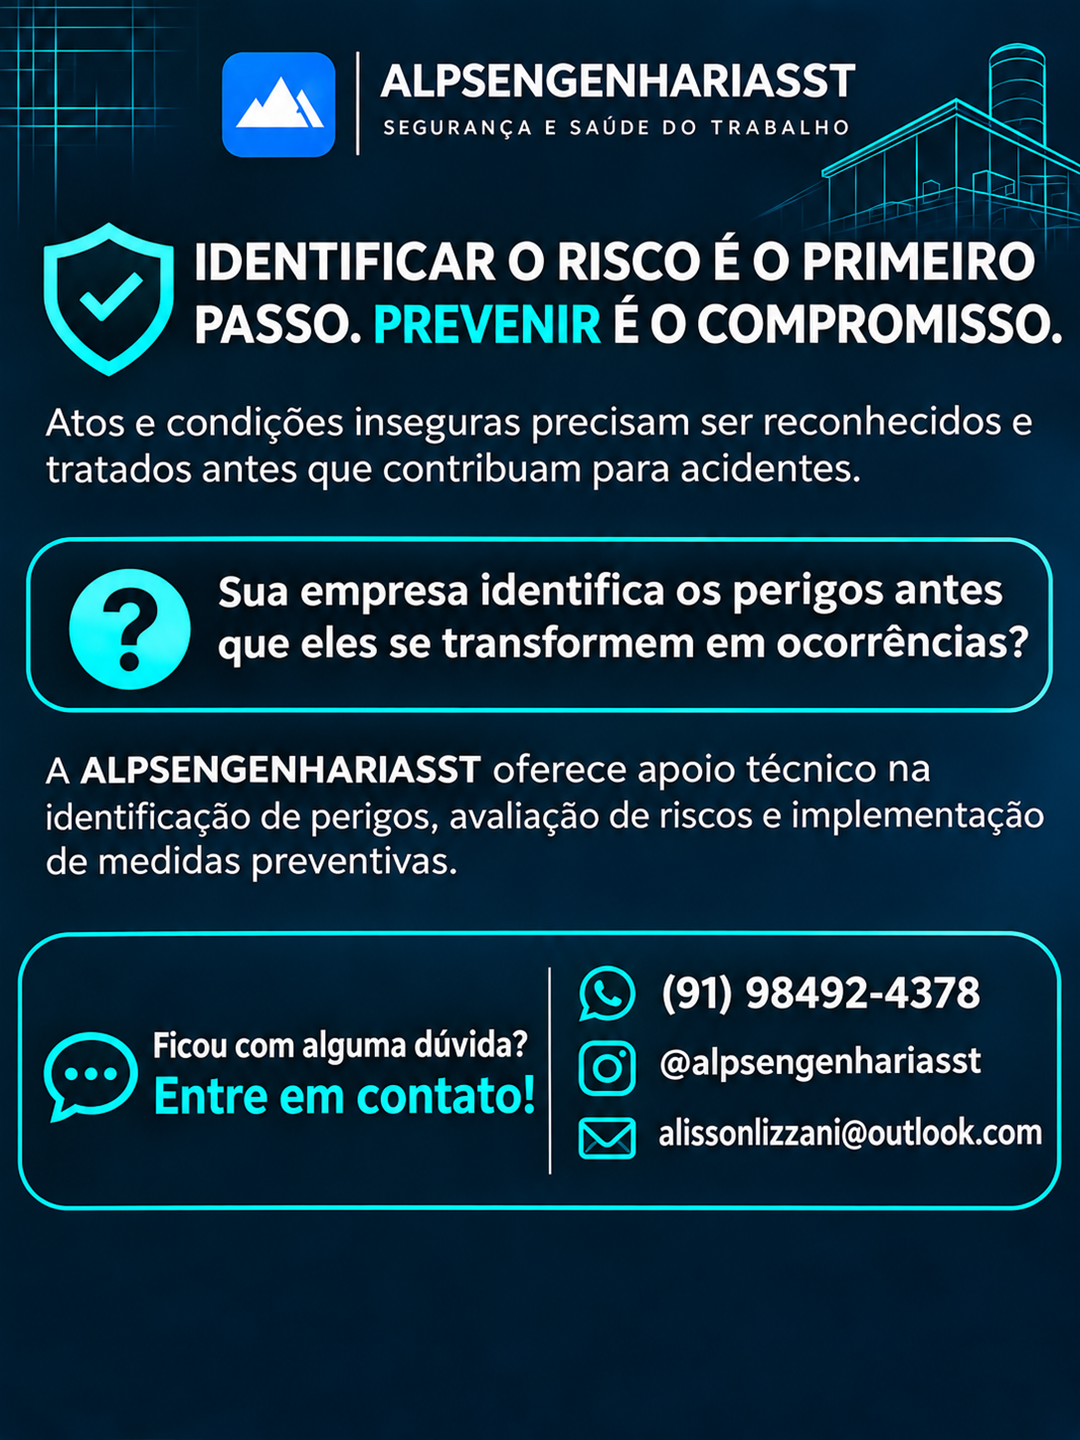 ALPSENGENHARIASST
SEGURANÇA E SAÚDE DO TRABALHO
IDENTIFICAR O RISCO É O PRIMEIRO
PASSO. PREVENIR É O COMPROMISSO.
Atos e condições inseguras precisam ser reconhecidos e
tratados antes que contribuam para acidentes.
Sua empresa identifica os perigos antes
que eles se transformem em ocorrências?
A ALPSENGENHARIASST oferece apoio técnico na
identificação de perigos, avaliação de riscos e implementação
de medidas preventivas.
Ficou com alguma dúvida?
Entre em contato!
(91) 98492-4378
@alpsengenhariasst
alissonlizzani@outlook.com